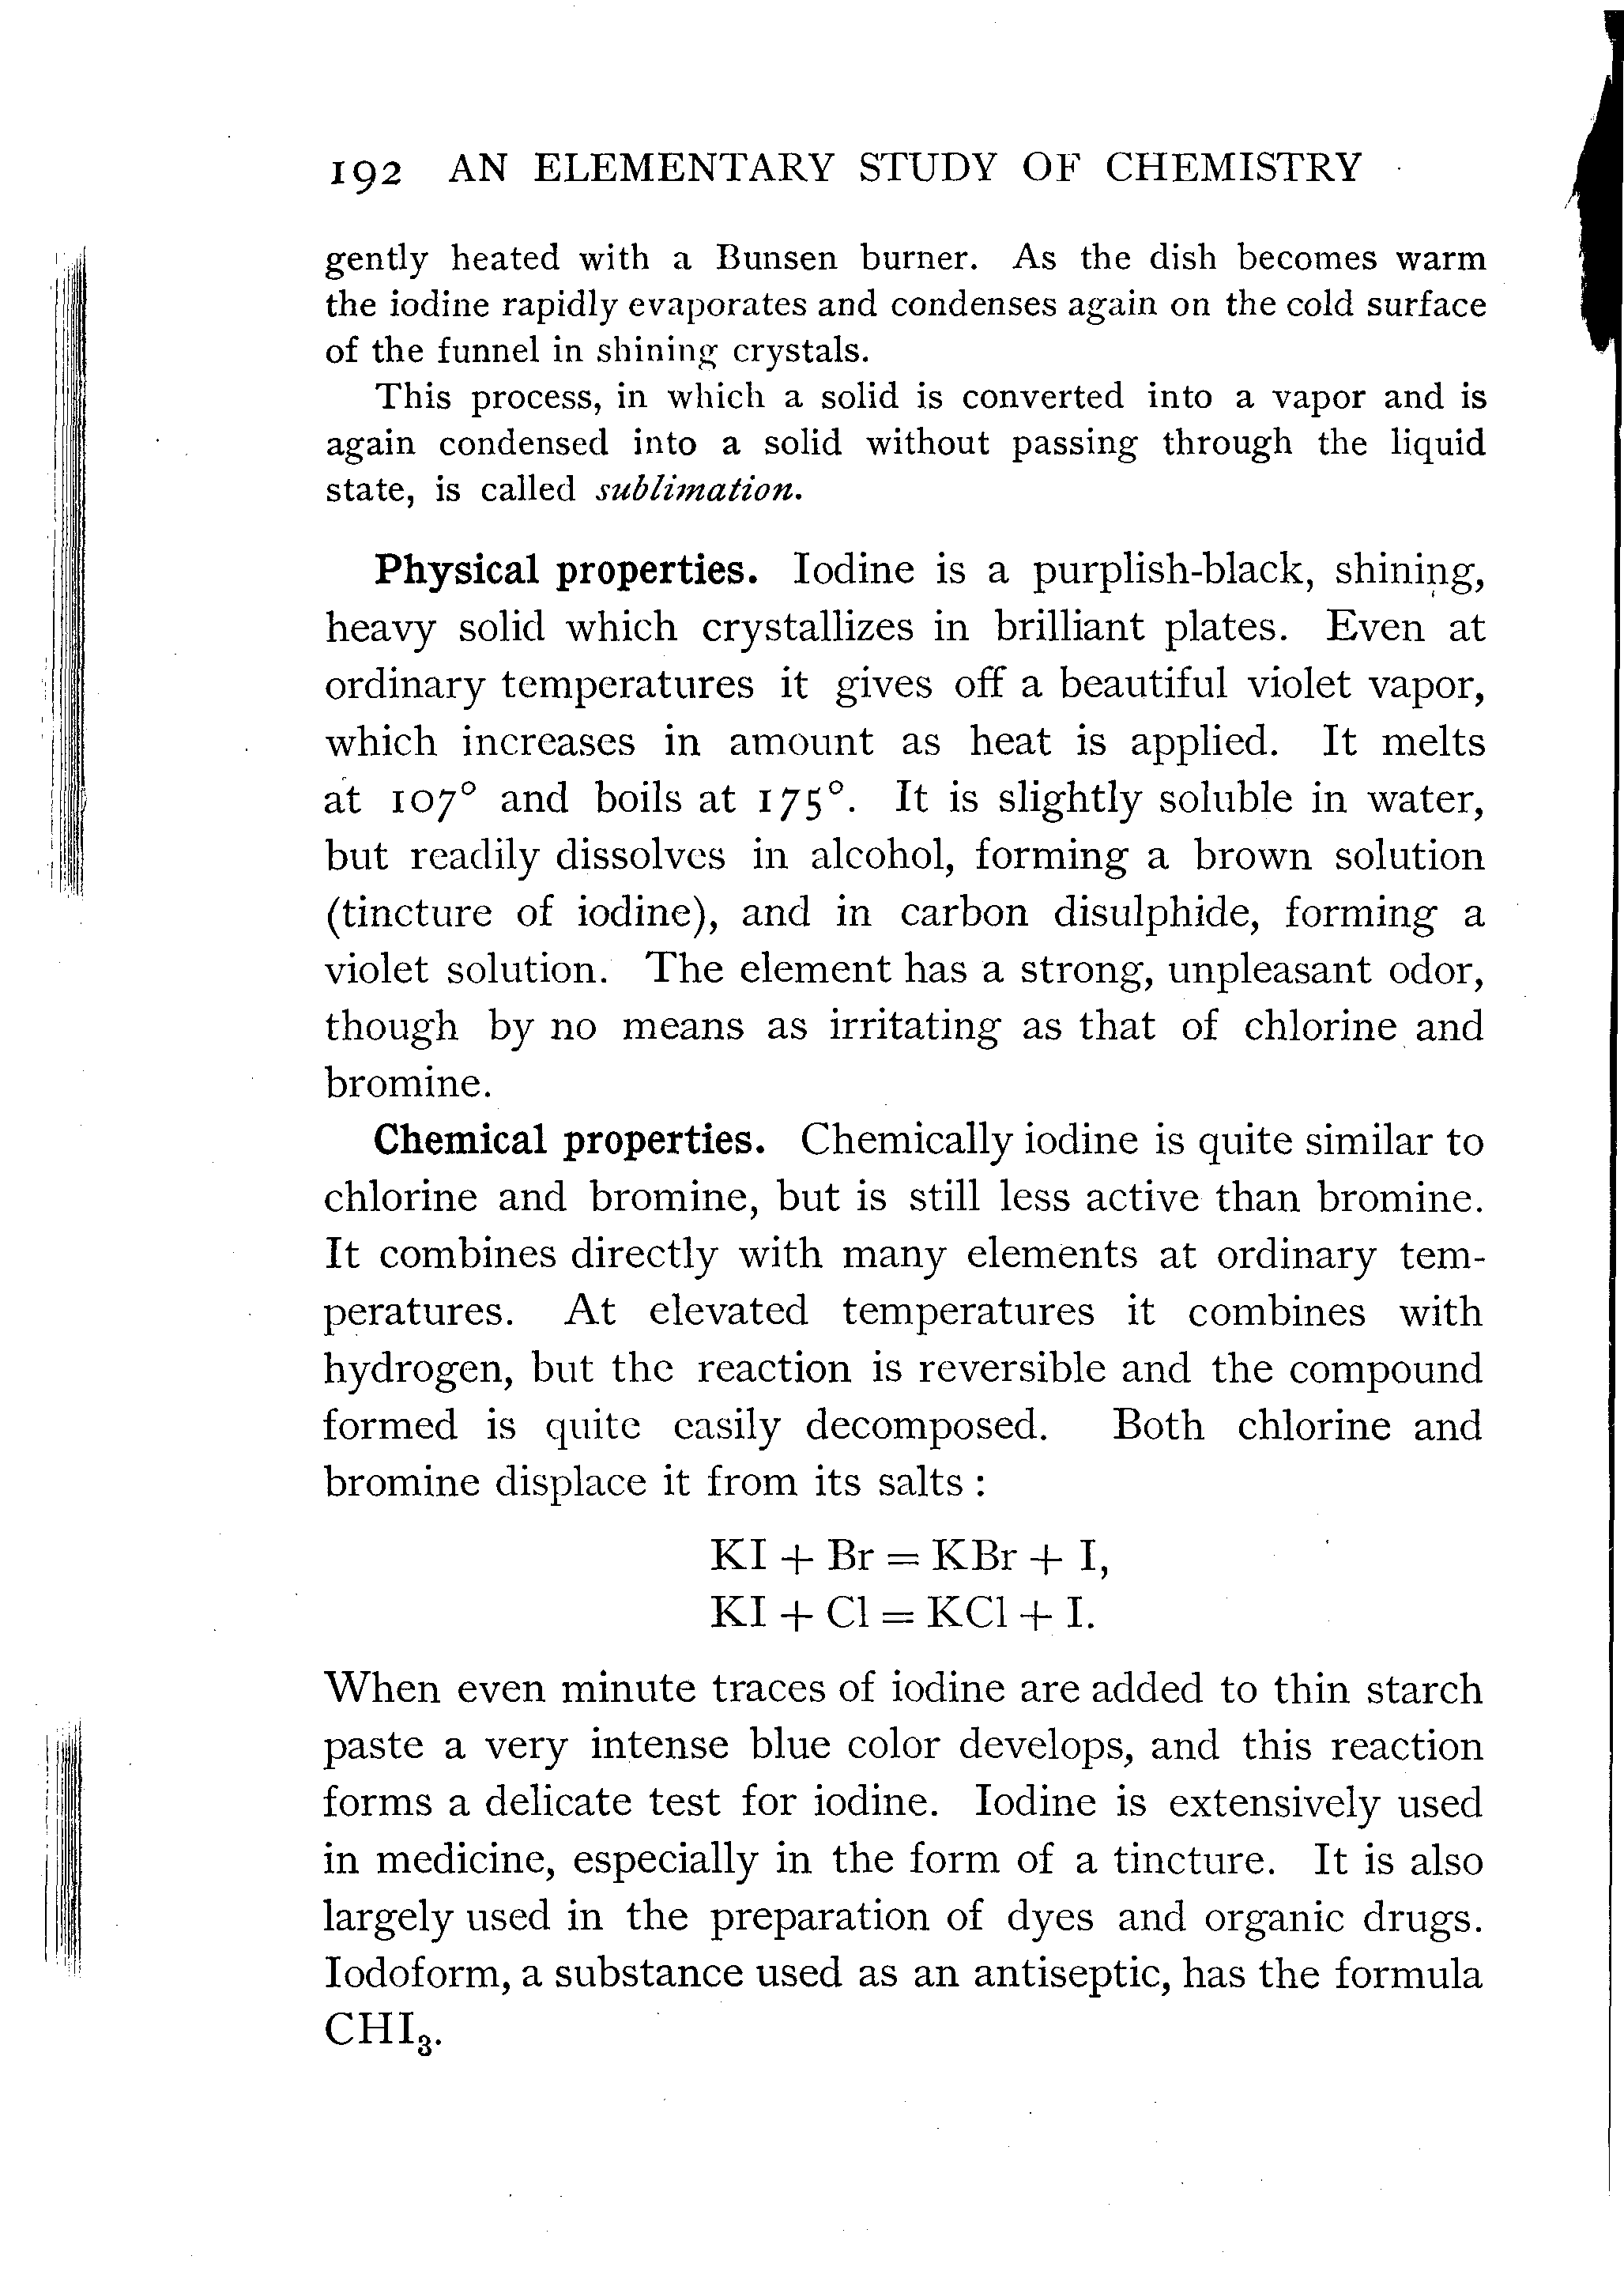 192 AN ELEMENTARY STUDY OF CHEMISTRY
gently heated with a Bunsen burner. As the dish becomes warm
the iodine rapidly evaporates and condenses again on the cold surface
of the funnel in shining crystals.
This process, in which a solid is converted into a vapor and is
again condensed into a solid without passing through the liquid
state, is called sublimation.
Physical properties. Iodine is a purplish-black, shining,
heavy solid which crystallizes in brilliant plates. Even at
ordinary temperatures it gives off a beautiful violet vapor,
which increases in amount as heat is applied. It melts
at 107° and boils at 175°. It is slightly soluble in water,
but readily dissolves in alcohol, forming a brown solution
(tincture of iodine), and in carbon disulphide, forming a
violet solution. The element has a strong, unpleasant odor,
though by no means as irritating as that of chlorine and
bromine.
Chemical properties. Chemically iodine is quite similar to
chlorine and bromine, but is still less active than bromine.
It combines directly with many elements at ordinary tem-
peratures. At elevated temperatures it combines with
hydrogen, but the reaction is reversible and the compound
formed is quite easily decomposed. Both chlorine and
bromine displace it from its salts :
KI + Br = KBr + I,
KI + Cl = KCl + I.
When even minute traces of iodine are added to thin starch
paste a very intense blue color develops, and this reaction
forms a delicate test for iodine. Iodine is extensively used
in medicine, especially in the form of a tincture. It is also
largely used in the preparation of dyes and organic drugs.
Iodoform, a substance used as an antiseptic, has the formula
CHI₃.